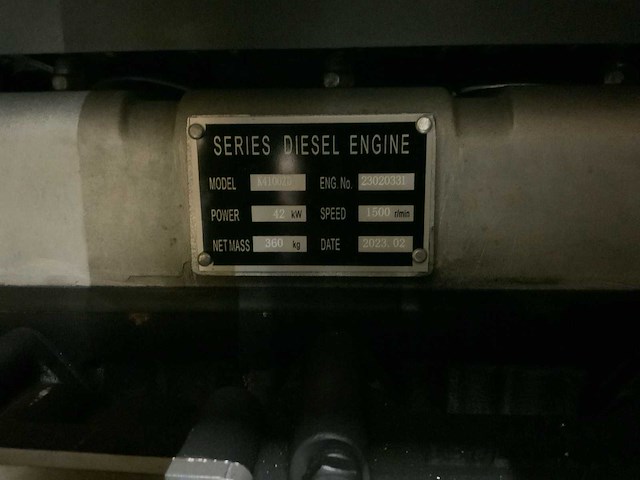 SERIES DIESEL ENGINE
MODEL ENG. No. 23020331
POWER 42 kW SPEED 1500 r/min
NET MASS 360 kg DATE 2023.02